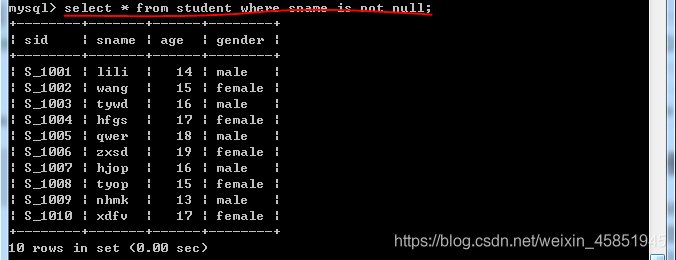 mysql> select * from student where sname is not null;
+--------+-------+------+--------+
| sid | sname | age | gender |
+--------+-------+------+--------+
| S_1001 | lili | 14 | male |
| S_1002 | wang | 15 | female |
| S_1003 | tywd | 16 | male |
| S_1004 | hfgs | 17 | female |
| S_1005 | qwer | 18 | male |
| S_1006 | zxsd | 19 | female |
| S_1007 | hjop | 16 | male |
| S_1008 | tyop | 15 | female |
| S_1009 | nhmk | 13 | male |
| S_1010 | xdfv | 17 | female |
+--------+-------+------+--------+
10 rows in set (0.00 sec)
https://blog.csdn.net/weixin_45851945